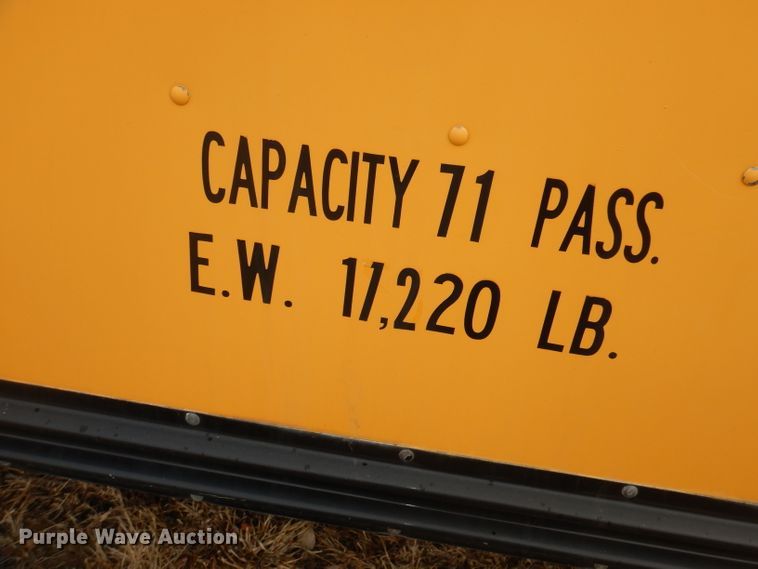 CAPACITY 71 PASS.
E.W. 17,220 LB.
Purple Wave Auction